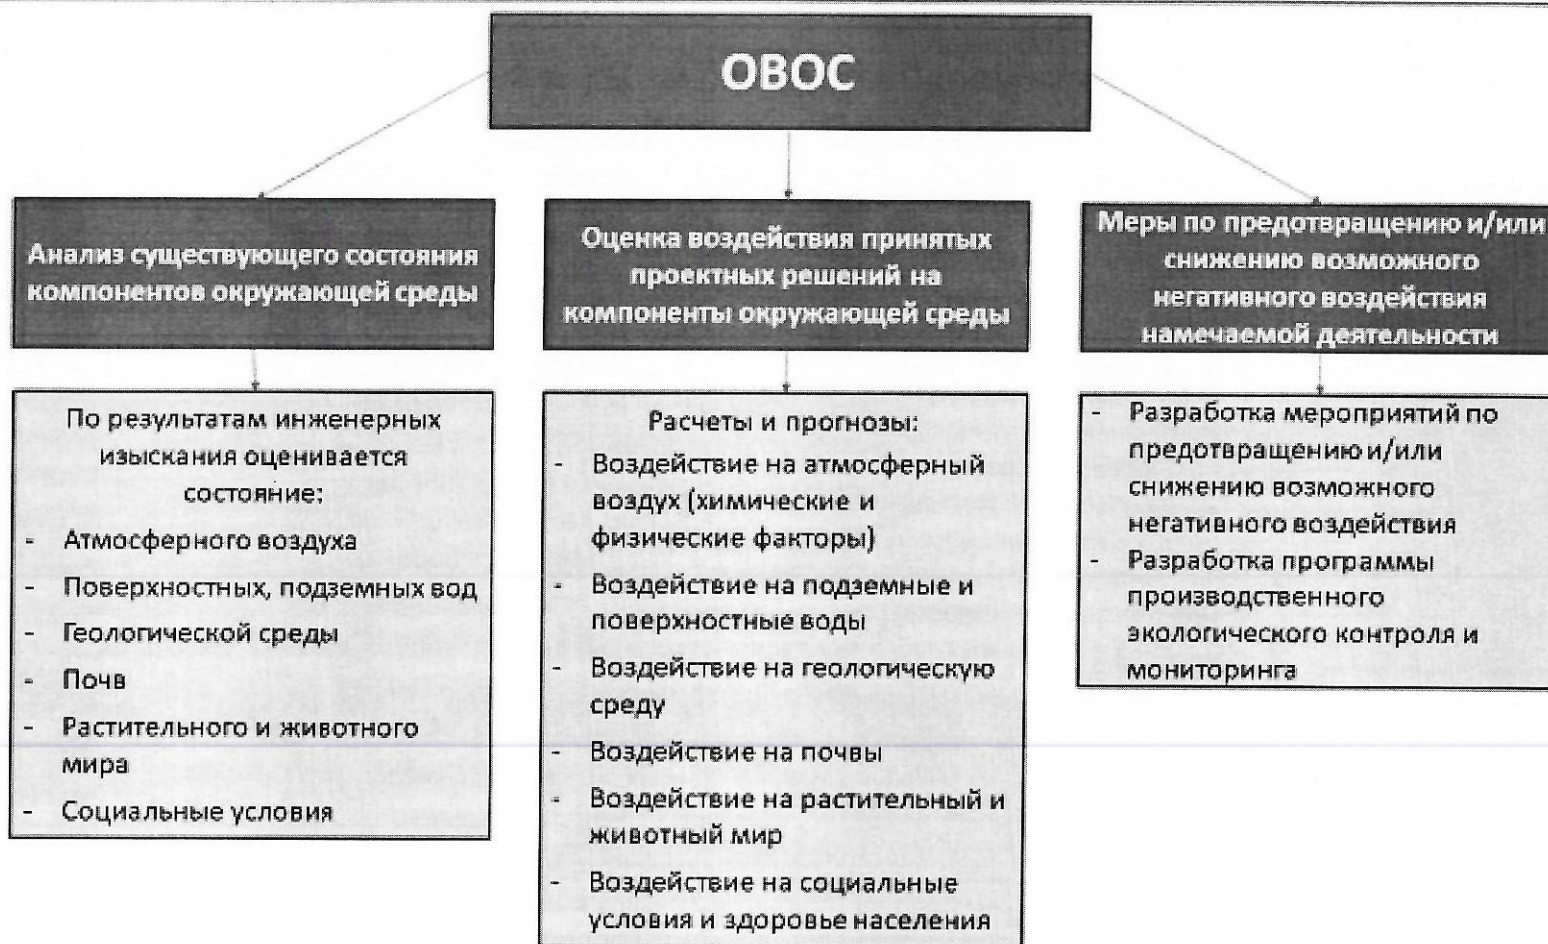 ОВОС
Анализ существующего состояния
компонентов окружающей среды
Оценка воздействия принятых
проектных решений на
компоненты окружающей среды
Меры по предотвращению и/или
снижению возможного
негативного воздействия
намечаемой деятельности
По результатам инженерных
изыскания оценивается
состояние:
- Атмосферного воздуха
- Поверхностных, подземных вод
- Геологической среды
- Почв
- Растительного и животного
мира
- Социальные условия
Расчеты и прогнозы:
- Воздействие на атмосферный
воздух (химические и
физические факторы)
- Воздействие на подземные и
поверхностные воды
- Воздействие на геологическую
среду
- Воздействие на почвы
- Воздействие на растительный и
животный мир
- Воздействие на социальные
условия и здоровье населения
- Разработка мероприятий по
предотвращению и/или
снижению возможного
негативного воздействия
- Разработка программы
производственного
экологического контроля и
мониторинга